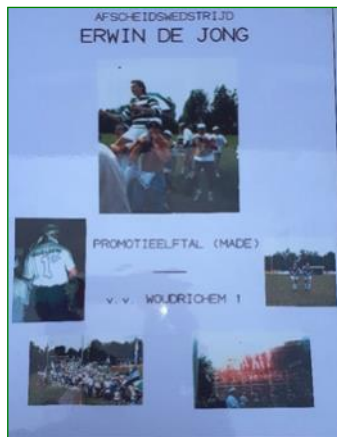 AFSCHEIDSWEDSTRIJD
ERWIN DE JONG
PROMOTIEELFTAL (MADE)
v.v. WOUDRICHEM 1